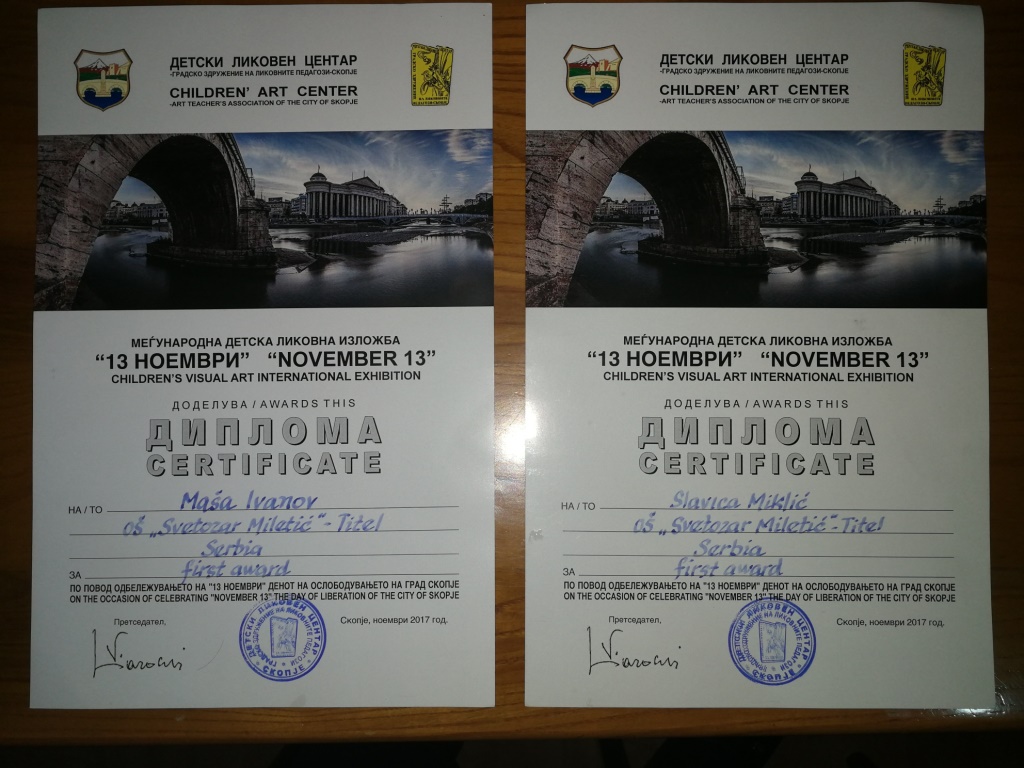 ДЕТСКИ ЛИКОВЕН ЦЕНТАР
-ГРАДСКО ЗДРУЖЕНИЕ НА ЛИКОВНИТЕ ПЕДАГОЗИ-СКОПЈЕ
CHILDREN' ART CENTER
-ART TEACHER'S ASSOCIATION OF THE CITY OF SKOPJE
МЕЃУНАРОДНА ДЕТСКА ЛИКОВНА ИЗЛОЖБА
"13 НОЕМВРИ" "NOVEMBER 13"
CHILDREN'S VISUAL ART INTERNATIONAL EXHIBITION
ДОДЕЛУВА / AWARDS THIS
ДИПЛОМА
CERTIFICATE
НА / TO Maša Ivanov
OŠ „Svetozar Miletić" - Titel
Serbia
ЗА first award
ПО ПОВОД ОДБЕЛЕЖУВАЊЕТО НА "13 НОЕМВРИ" ДЕНОТ НА ОСЛОБОДУВАЊЕТО НА ГРАД СКОПЈЕ
ON THE OCCASION OF CELEBRATING "NOVEMBER 13" THE DAY OF LIBERATION OF THE CITY OF SKOPJE
Претседател,
Скопје, ноември 2017 год.
ДЕТСКИ ЛИКОВЕН ЦЕНТАР СКОПЈЕ
ДЕТСКИ ЛИКОВЕН ЦЕНТАР
-ГРАДСКО ЗДРУЖЕНИЕ НА ЛИКОВНИТЕ ПЕДАГОЗИ-СКОПЈЕ
CHILDREN' ART CENTER
-ART TEACHER'S ASSOCIATION OF THE CITY OF SKOPJE
МЕЃУНАРОДНА ДЕТСКА ЛИКОВНА ИЗЛОЖБА
"13 НОЕМВРИ" "NOVEMBER 13"
CHILDREN'S VISUAL ART INTERNATIONAL EXHIBITION
ДОДЕЛУВА / AWARDS THIS
ДИПЛОМА
CERTIFICATE
НА / TO Slavica Miklić
OŠ „Svetozar Miletić" - Titel
Serbia
ЗА first award
ПО ПОВОД ОДБЕЛЕЖУВАЊЕТО НА "13 НОЕМВРИ" ДЕНОТ НА ОСЛОБОДУВАЊЕТО НА ГРАД СКОПЈЕ
ON THE OCCASION OF CELEBRATING "NOVEMBER 13" THE DAY OF LIBERATION OF THE CITY OF SKOPJE
Претседател,
Скопје, ноември 2017 год.
ДЕТСКИ ЛИКОВЕН ЦЕНТАР СКОПЈЕ